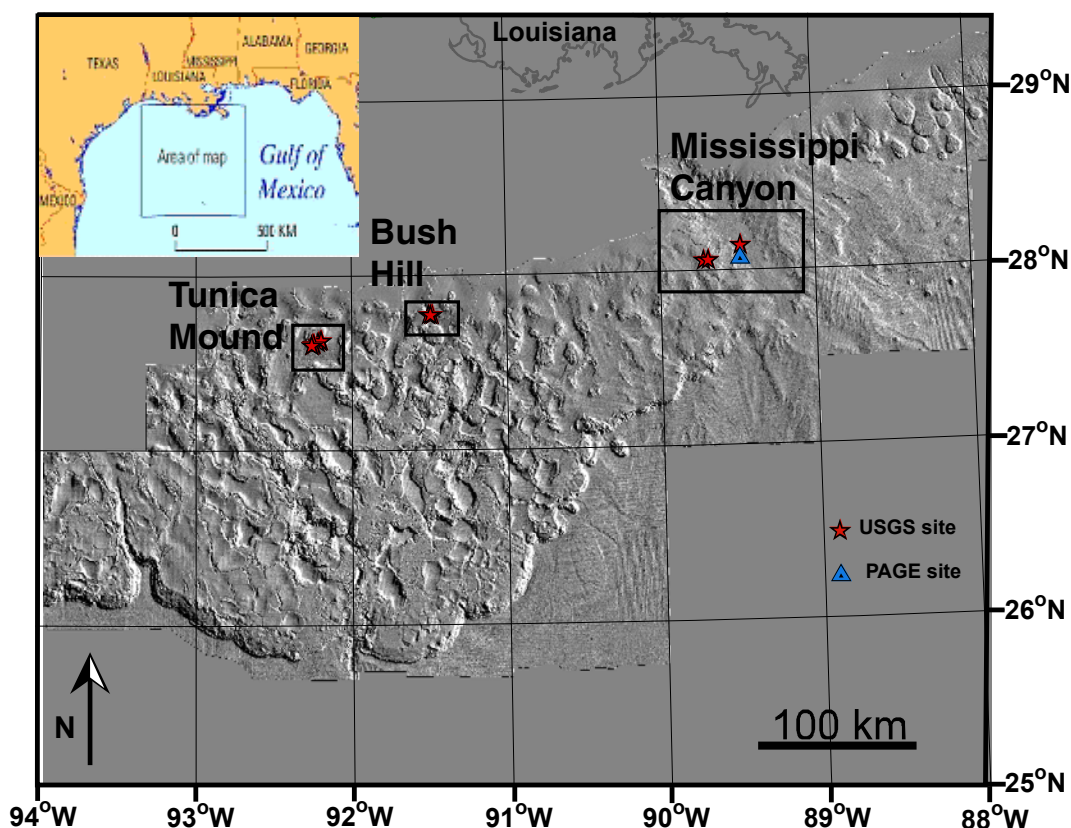 Louisiana
ALABAMA
GEORGIA
MISSISSIPPI
TEXAS
LOUISIANA
FLORIDA
Area of map
Gulf of
Mexico
MEXICO
0 500 KM
29°N
Mississippi
Canyon
Bush
Hill
28°N
Tunica
Mound
27°N
USGS site
PAGE site
26°N
N
100 km
25°N
94°W 93°W 92°W 91°W 90°W 89°W 88°W